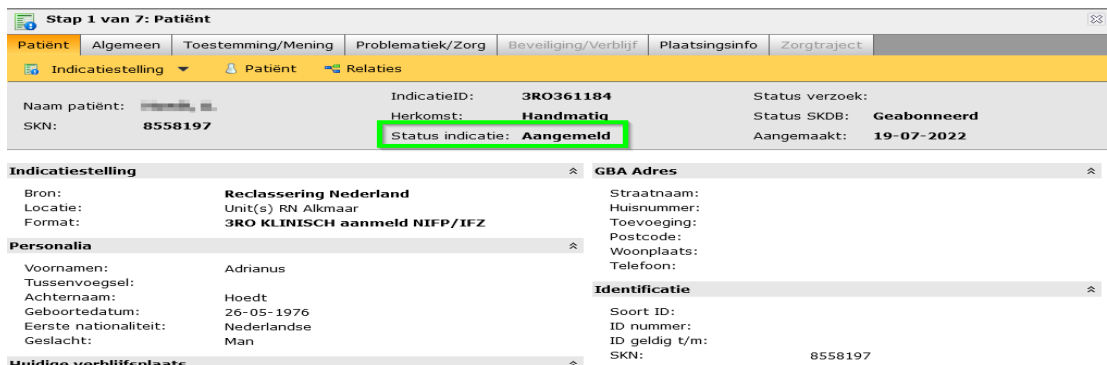 Stap 1 van 7: Patiënt
Patiënt Algemeen Toestemming/Mening Problematiek/Zorg Beveiliging/Verblijf Plaatsingsinfo Zorgtraject
Indicatiestelling Patiënt Relaties
Naam patiënt:
SKN: 8558197
IndicatieID: 3RO361184
Herkomst: Handmatig
Status indicatie: Aangemeld
Status verzoek:
Status SKDB: Geabonneerd
Aangemaakt: 19-07-2022
Indicatiestelling
Bron: Reclassering Nederland
Locatie: Unit(s) RN Alkmaar
Format: 3RO KLINISCH aanmeld NIFP/IFZ
Personalia
Voornamen: Adrianus
Tussenvoegsel:
Achternaam: Hoedt
Geboortedatum: 26-05-1976
Eerste nationaliteit: Nederlandse
Geslacht: Man
Huidige verblijfsplaats
GBA Adres
Straatnaam:
Huisnummer:
Toevoeging:
Postcode:
Woonplaats:
Telefoon:
Identificatie
Soort ID:
ID nummer:
ID geldig t/m:
SKN: 8558197